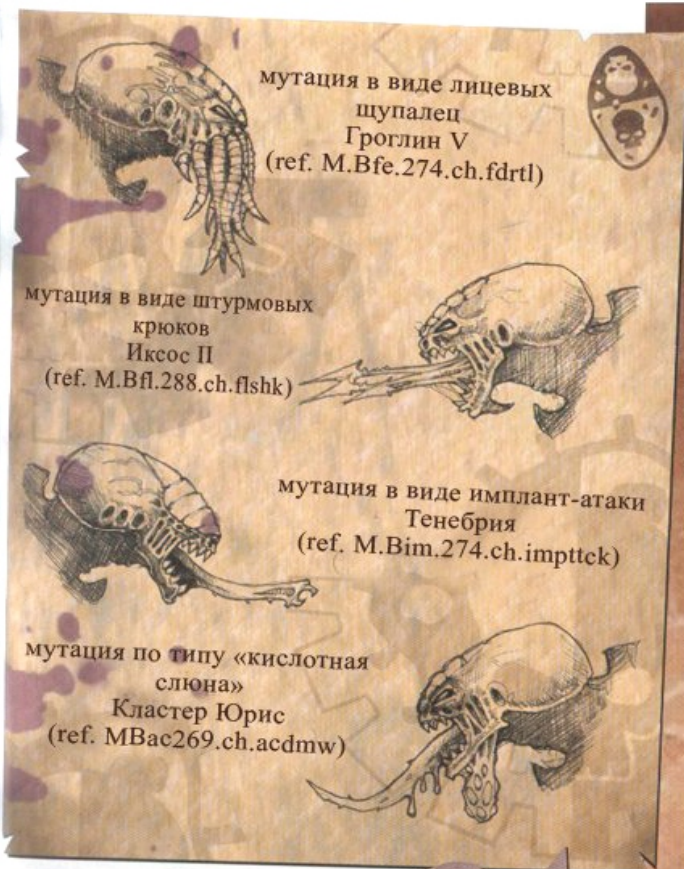 мутация в виде лицевых
щупалец
Гроглин V
(ref. M.Bfe.274.ch.fdrtl)
мутация в виде штурмовых
крюков
Иксос II
(ref. M.Bfl.288.ch.flshk)
мутация в виде имплант-атаки
Тенебрия
(ref. M.Bim.274.ch.impttck)
мутация по типу «кислотная
слюна»
Кластер Юрис
(ref. MBac269.ch.acdmw)